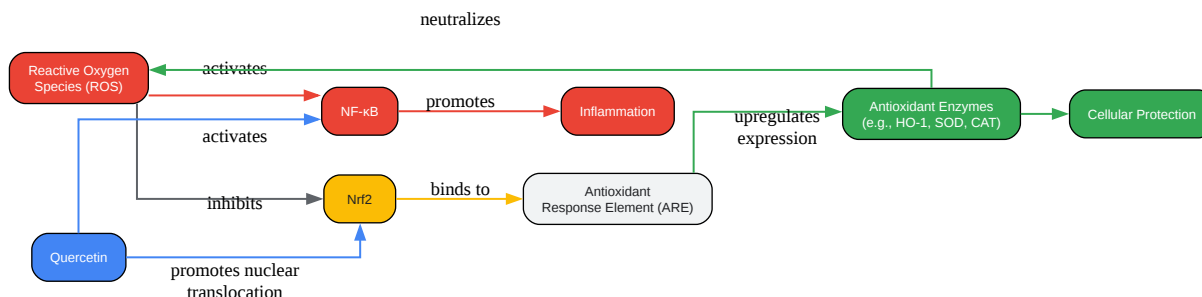 neutralizes
Reactive Oxygen
Species (ROS)
activates
NF-κB
promotes
Inflammation
upregulates
expression
Antioxidant Enzymes
(e.g., HO-1, SOD, CAT)
Cellular Protection
activates
inhibits
Nrf2
binds to
Antioxidant
Response Element (ARE)
Quercetin
promotes nuclear
translocation